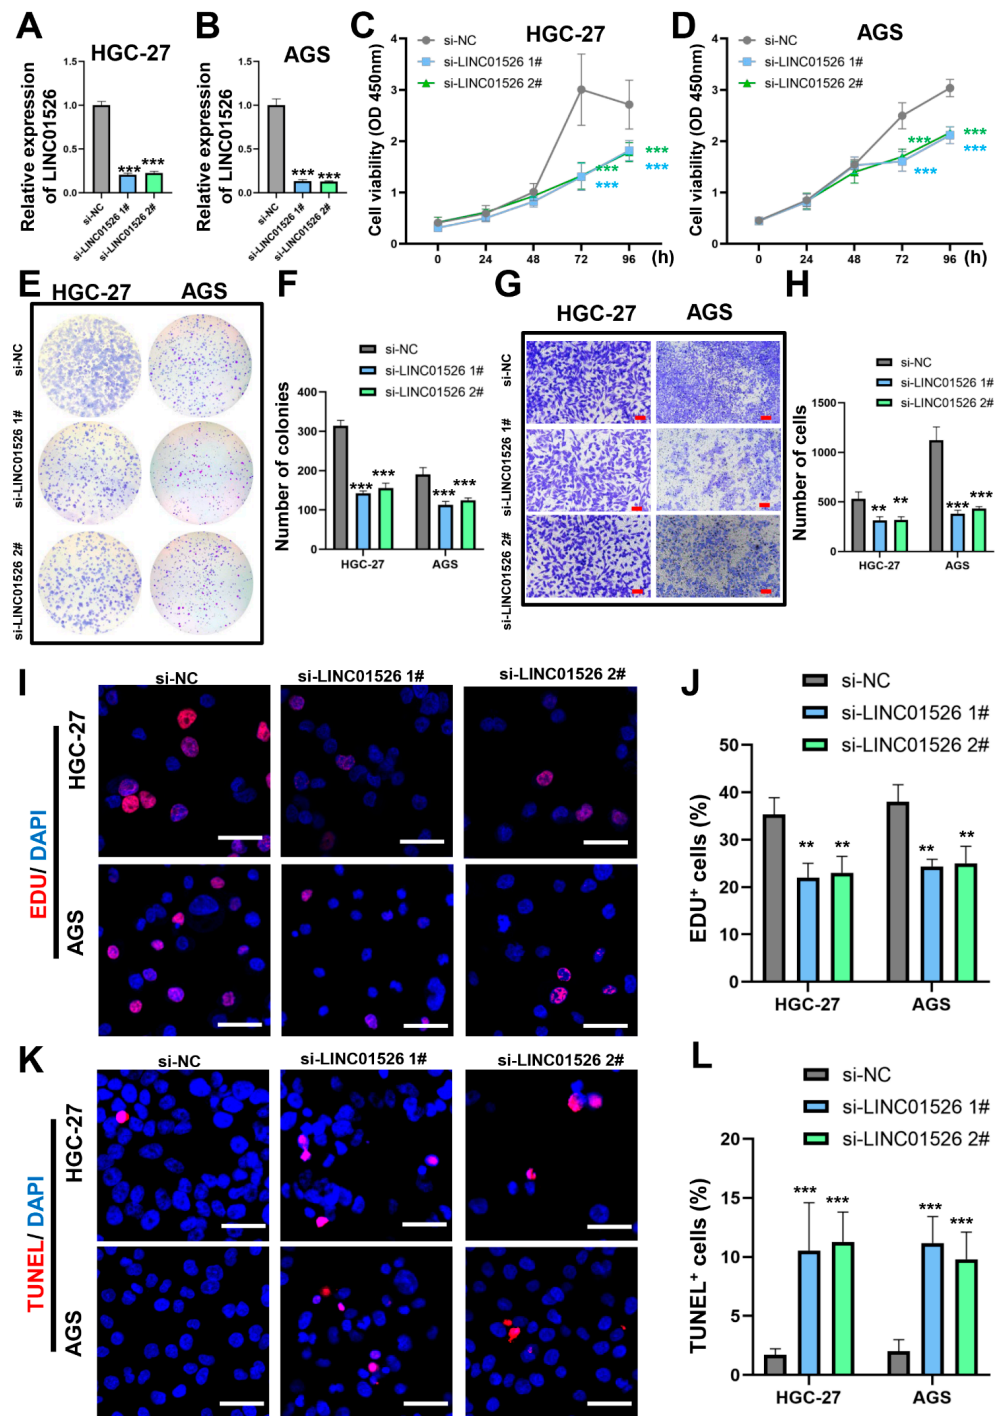 A
HGC-27
Relative expression
of LINC01526
1.5
1.0
0.5
0.0
***
***
si-NC
si-LINC01526 1#
si-LINC01526 2#
B
AGS
Relative expression
of LINC01526
1.5
1.0
0.5
0.0
***
***
si-NC
si-LINC01526 1#
si-LINC01526 2#
C
HGC-27
si-NC
si-LINC01526 1#
si-LINC01526 2#
Cell viability (OD 450nm)
4
3
2
1
0
***
***
***
***
0 24 48 72 96 (h)
D
AGS
si-NC
si-LINC01526 1#
si-LINC01526 2#
Cell viability (OD 450nm)
4
3
2
1
0
***
***
***
***
0 24 48 72 96 (h)
E
HGC-27 AGS
si-NC
si-LINC01526 1#
si-LINC01526 2#
F
si-NC
si-LINC01526 1#
si-LINC01526 2#
Number of colonies
400
300
200
100
0
***
***
***
***
HGC-27 AGS
G
HGC-27 AGS
si-NC
si-LINC01526 1#
si-LINC01526 2#
H
si-NC
si-LINC01526 1#
si-LINC01526 2#
Number of cells
1500
1000
500
0
**
**
***
***
HGC-27 AGS
I
si-NC si-LINC01526 1# si-LINC01526 2#
EDU/ DAPI
HGC-27
AGS
J
si-NC
si-LINC01526 1#
si-LINC01526 2#
EDU+ cells (%)
50
40
30
20
10
0
**
**
**
**
HGC-27 AGS
K
si-NC si-LINC01526 1# si-LINC01526 2#
TUNEL/ DAPI
HGC-27
AGS
L
si-NC
si-LINC01526 1#
si-LINC01526 2#
TUNEL+ cells (%)
20
15
10
5
0
***
***
***
***
HGC-27 AGS